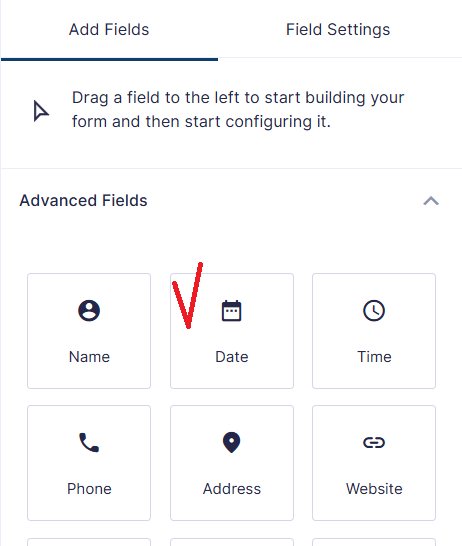 Add Fields
Field Settings
Drag a field to the left to start building your
form and then start configuring it.
Advanced Fields
Name
Date
Time
Phone
Address
Website